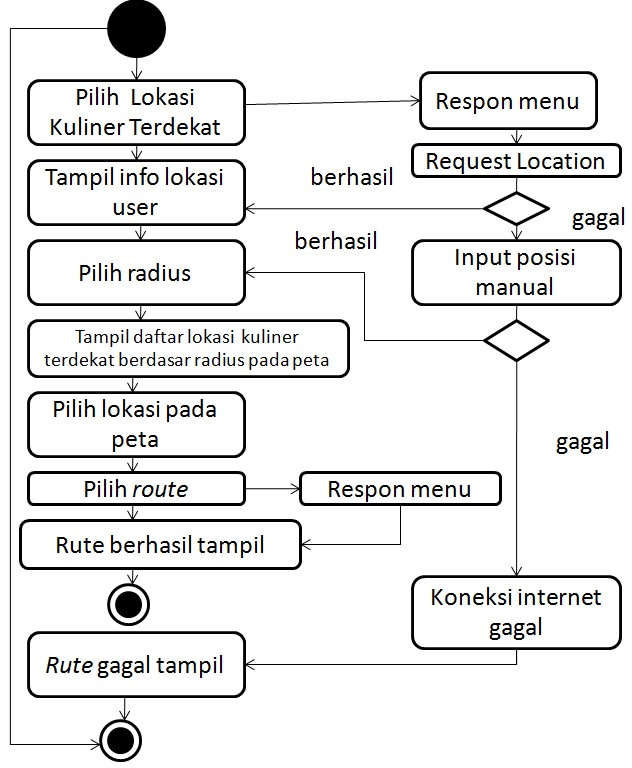 Pilih Lokasi
Kuliner Terdekat
Respon menu
Request Location
Tampil info lokasi
user
berhasil
gagal
berhasil
Pilih radius
Input posisi
manual
Tampil daftar lokasi kuliner
terdekat berdasar radius pada peta
Pilih lokasi pada
peta
gagal
Pilih route
Respon menu
Rute berhasil tampil
Koneksi internet
gagal
Rute gagal tampil